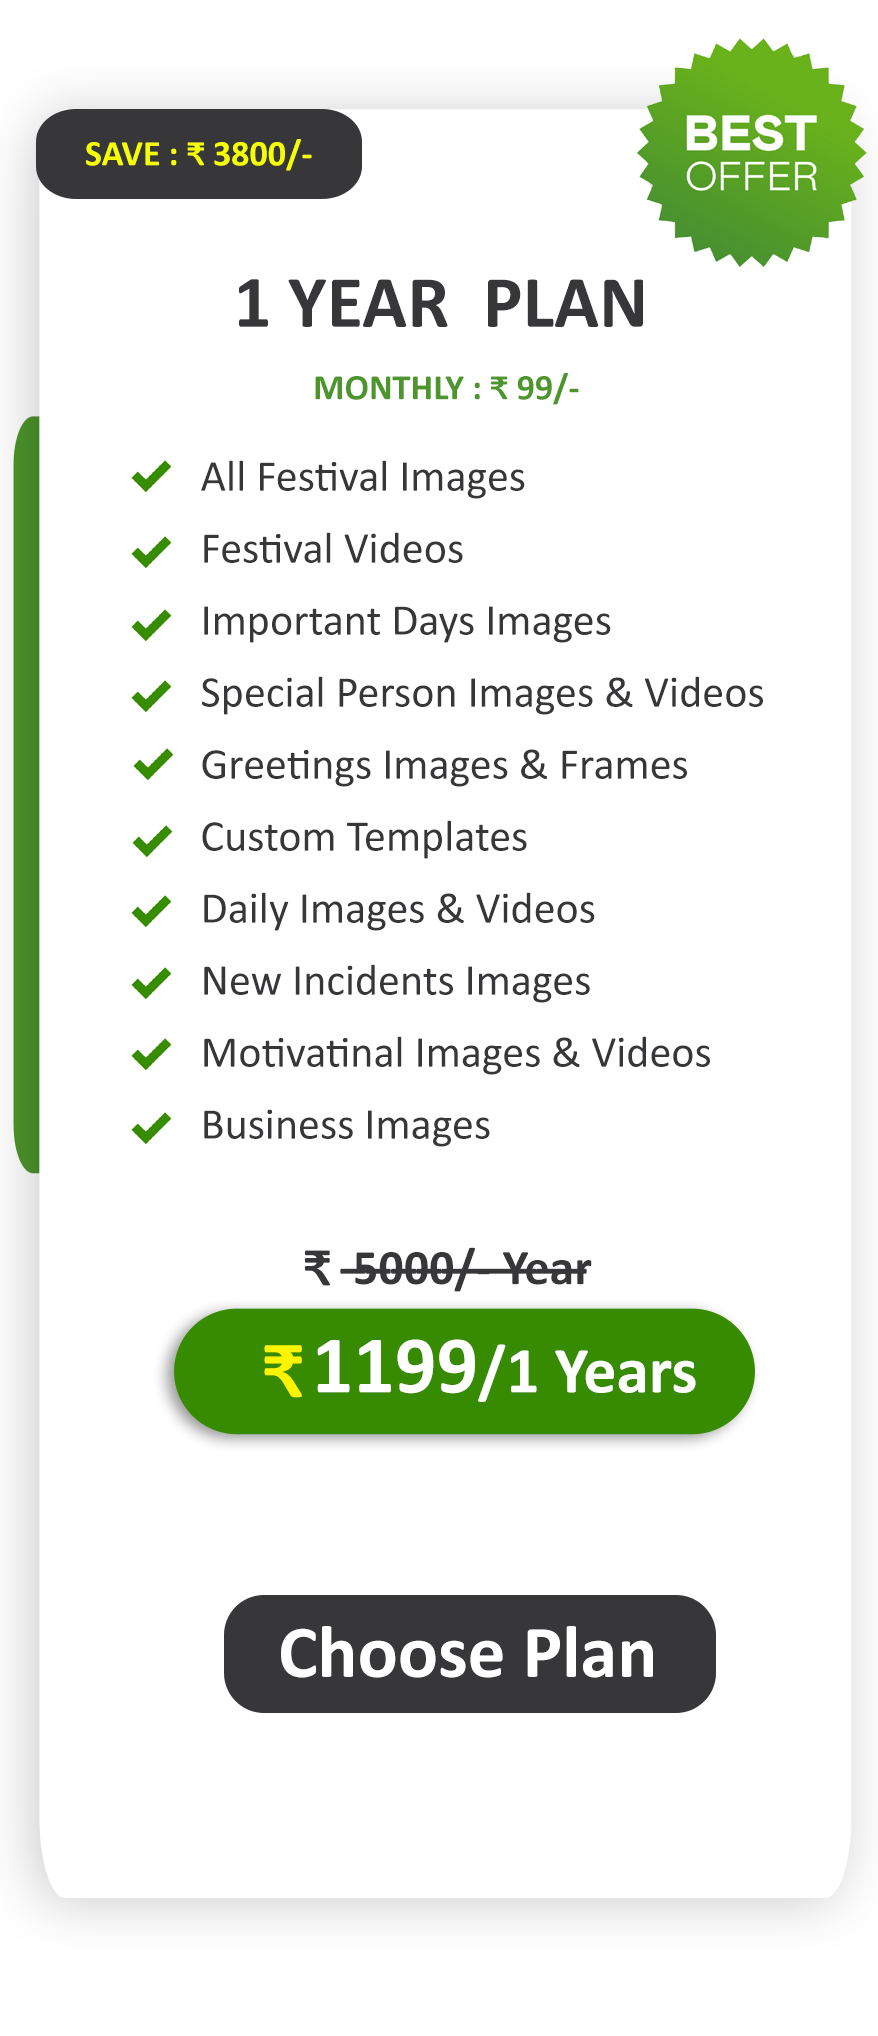 SAVE : ₹ 3800/-
BEST
OFFER
1 YEAR PLAN
MONTHLY : ₹ 99/-
All Festival Images
Festival Videos
Important Days Images
Special Person Images & Videos
Greetings Images & Frames
Custom Templates
Daily Images & Videos
New Incidents Images
Motivatinal Images & Videos
Business Images
₹ 5000/- Year
₹ 1199/1 Years
Choose Plan